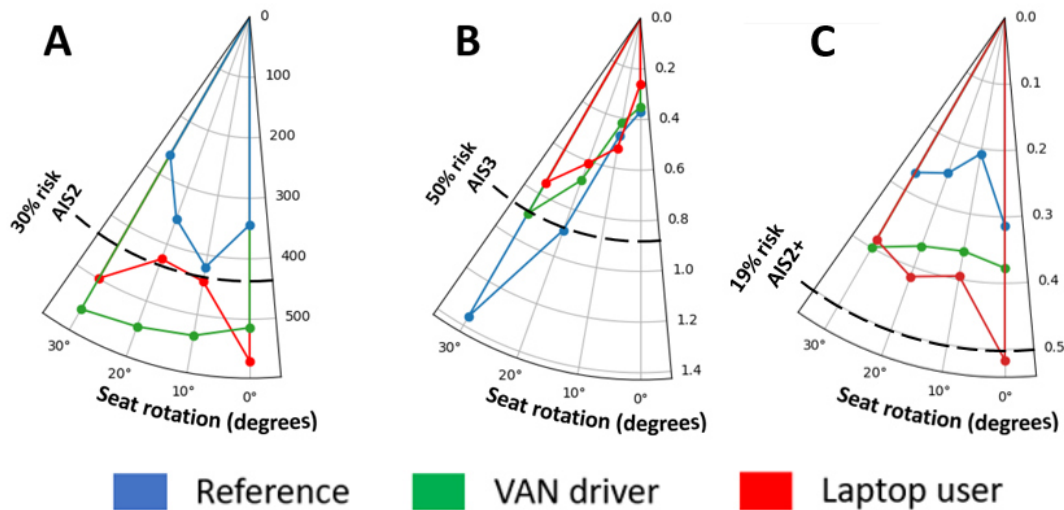 A
0
100
200
300
400
500
30% risk
AIS2
30°
20°
10°
0°
Seat rotation (degrees)
B
0.0
0.2
0.4
0.6
0.8
1.0
1.2
1.4
50% risk
AIS3
30°
20°
10°
0°
Seat rotation (degrees)
C
0.0
0.1
0.2
0.3
0.4
0.5
19% risk
AIS2+
30°
20°
10°
0°
Seat rotation (degrees)
Reference
VAN driver
Laptop user